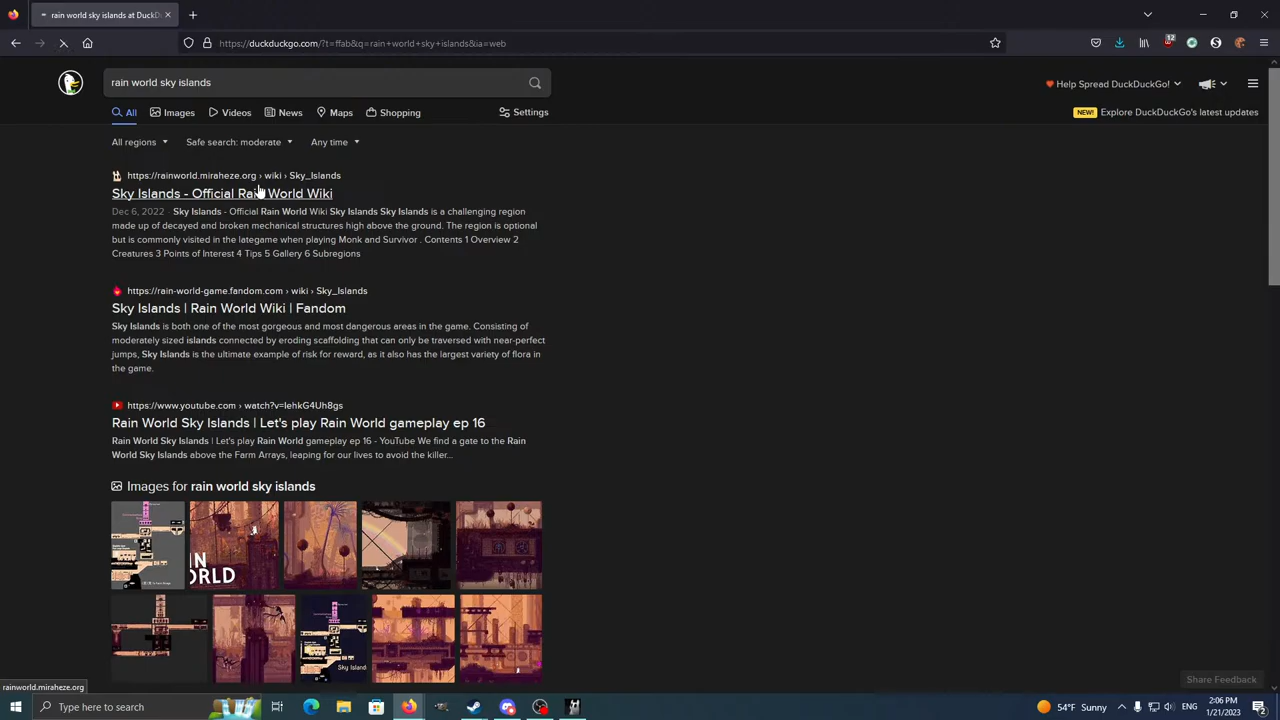 rain world sky islands at DuckD
https://duckduckgo.com/?t=ffab&q=rain+world+sky+islands&ia=web
12
rain world sky islands
Help Spread DuckDuckGo!
All
Images
Videos
News
Maps
Shopping
Settings
NEW!
Explore DuckDuckGo's latest updates
All regions
Safe search: moderate
Any time
https://rainworld.miraheze.org › wiki › Sky_Islands
Sky Islands - Official Rain World Wiki
Dec 6, 2022 · Sky Islands - Official Rain World Wiki Sky Islands Sky Islands is a challenging region
made up of decayed and broken mechanical structures high above the ground. The region is optional
but is commonly visited in the lategame when playing Monk and Survivor . Contents 1 Overview 2
Creatures 3 Points of Interest 4 Tips 5 Gallery 6 Subregions
https://rain-world-game.fandom.com › wiki › Sky_Islands
Sky Islands | Rain World Wiki | Fandom
Sky Islands is both one of the most gorgeous and most dangerous areas in the game. Consisting of
moderately sized islands connected by eroding scaffolding that can only be traversed with near-perfect
jumps, Sky Islands is the ultimate example of risk for reward, as it also has the largest variety of flora in
the game.
https://www.youtube.com › watch?v=IehkG4Uh8gs
Rain World Sky Islands | Let's play Rain World gameplay ep 16
Rain World Sky Islands | Let's play Rain World gameplay ep 16 - YouTube We find a gate to the Rain
World Sky Islands above the Farm Arrays, leaping for our lives to avoid the killer...
Images for rain world sky islands
IN
ORLD
Sky Island
Share Feedback
rainworld.miraheze.org
Type here to search
54°F Sunny
ENG
2:06 PM
1/21/2023
2